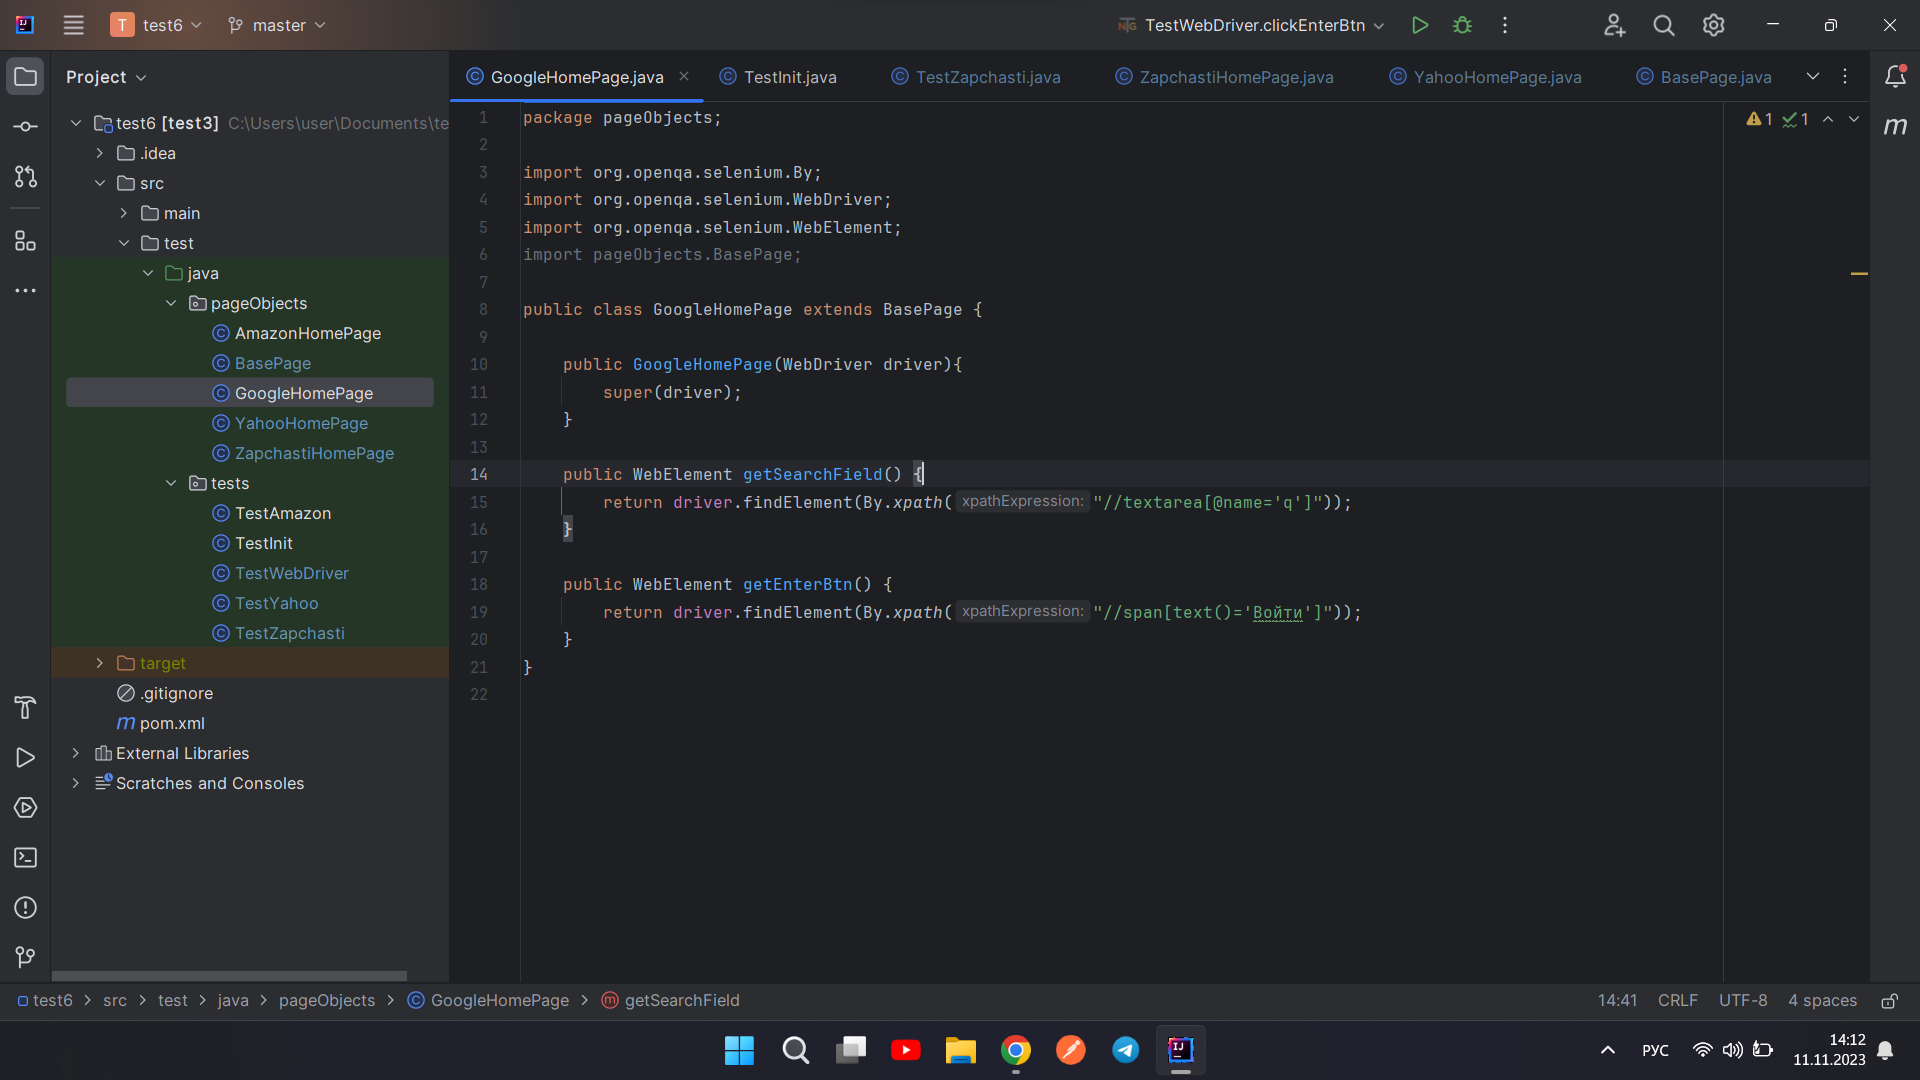 T test6 master
TestWebDriver.clickEnterBtn
Project
GoogleHomePage.java TestInit.java TestZapchasti.java ZapchastiHomePage.java YahooHomePage.java BasePage.java
test6 [test3] C:\Users\user\Documents\te
.idea
src
main
test
java
pageObjects
AmazonHomePage
BasePage
GoogleHomePage
YahooHomePage
ZapchastiHomePage
tests
TestAmazon
TestInit
TestWebDriver
TestYahoo
TestZapchasti
target
.gitignore
m pom.xml
External Libraries
Scratches and Consoles
1 package pageObjects;
2
3 import org.openqa.selenium.By;
4 import org.openqa.selenium.WebDriver;
5 import org.openqa.selenium.WebElement;
6 import pageObjects.BasePage;
7
8 public class GoogleHomePage extends BasePage {
9
10 public GoogleHomePage(WebDriver driver){
11 super(driver);
12 }
13
14 public WebElement getSearchField() {
15 return driver.findElement(By.xpath( xpathExpression: "//textarea[@name='q']"));
16 }
17
18 public WebElement getEnterBtn() {
19 return driver.findElement(By.xpath( xpathExpression: "//span[text()='Войти']"));
20 }
21 }
22
1 1
m
test6 > src > test > java > pageObjects > GoogleHomePage > getSearchField
14:41 CRLF UTF-8 4 spaces
РУС
14:12
11.11.2023